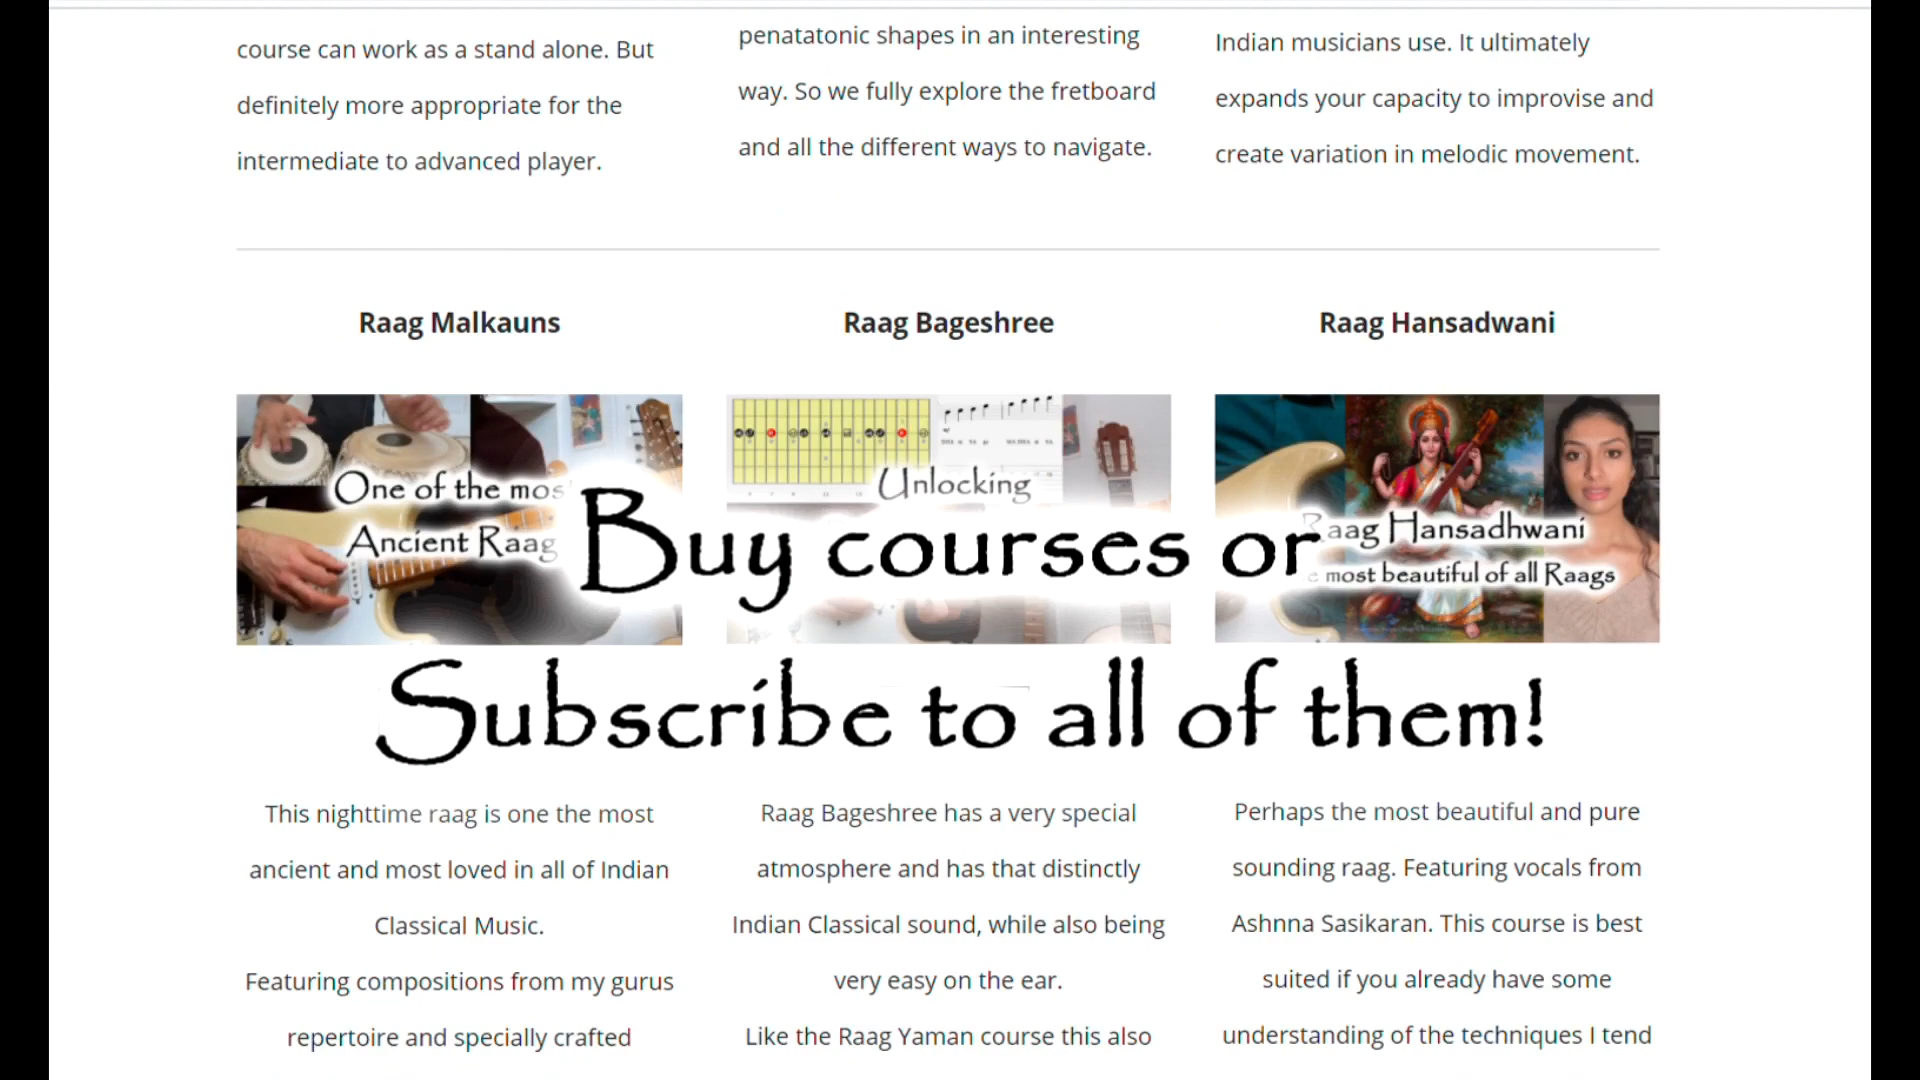 course can work as a stand alone. But
definitely more appropriate for the
intermediate to advanced player.
penatatonic shapes in an interesting
way. So we fully explore the fretboard
and all the different ways to navigate.
Indian musicians use. It ultimately
expands your capacity to improvise and
create variation in melodic movement.
Raag Malkauns
Raag Bageshree
Raag Hansadwani
One of the mos
Ancient Raag
Unlocking
Raag Hansadhwani
most beautiful of all Raags
Buy courses or
Subscribe to all of them!
This nighttime raag is one the most
ancient and most loved in all of Indian
Classical Music.
Featuring compositions from my gurus
repertoire and specially crafted
Raag Bageshree has a very special
atmosphere and has that distinctly
Indian Classical sound, while also being
very easy on the ear.
Like the Raag Yaman course this also
Perhaps the most beautiful and pure
sounding raag. Featuring vocals from
Ashnna Sasikaran. This course is best
suited if you already have some
understanding of the techniques I tend